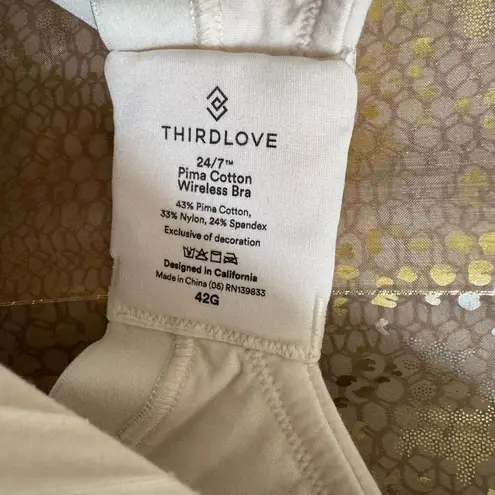 THIRDLOVE
24/7™
Pima Cotton
Wireless Bra
43% Pima Cotton,
33% Nylon, 24% Spandex
Exclusive of decoration
Designed in California
Made in China (05) RN139833
42G